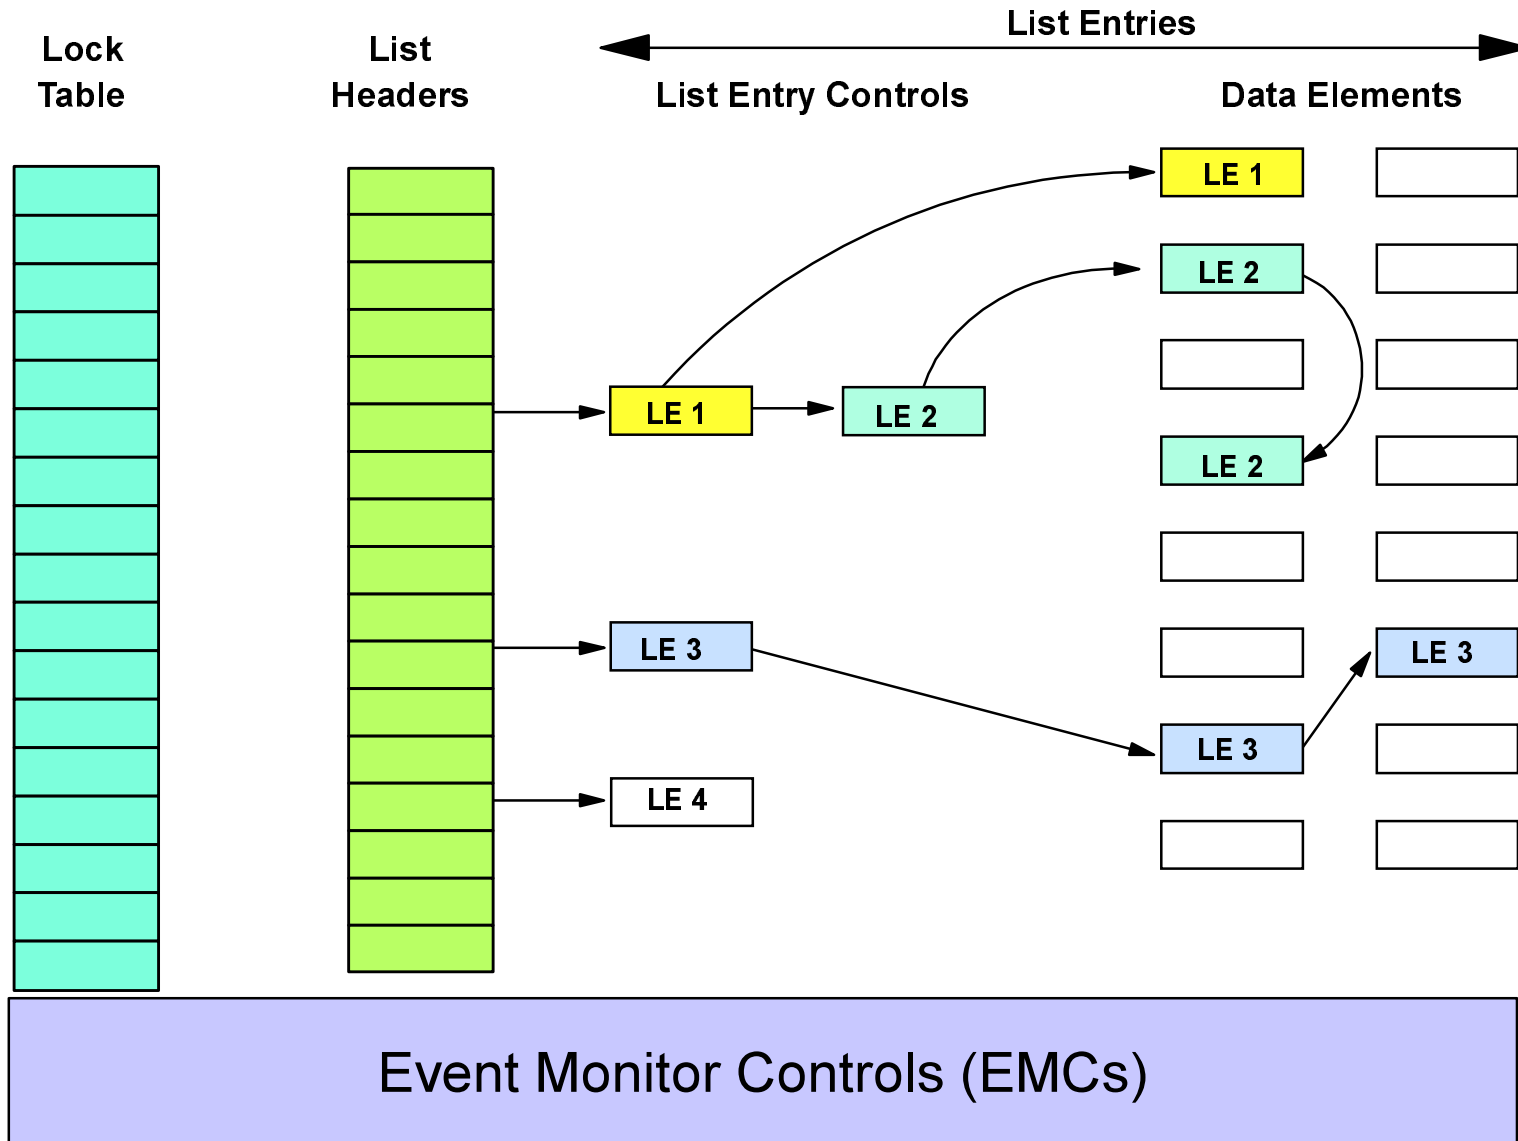 List Entries
Lock
Table
List
Headers
List Entry Controls
Data Elements
LE 1
LE 2
LE 1
LE 2
LE 2
LE 3
LE 3
LE 3
LE 4
Event Monitor Controls (EMCs)